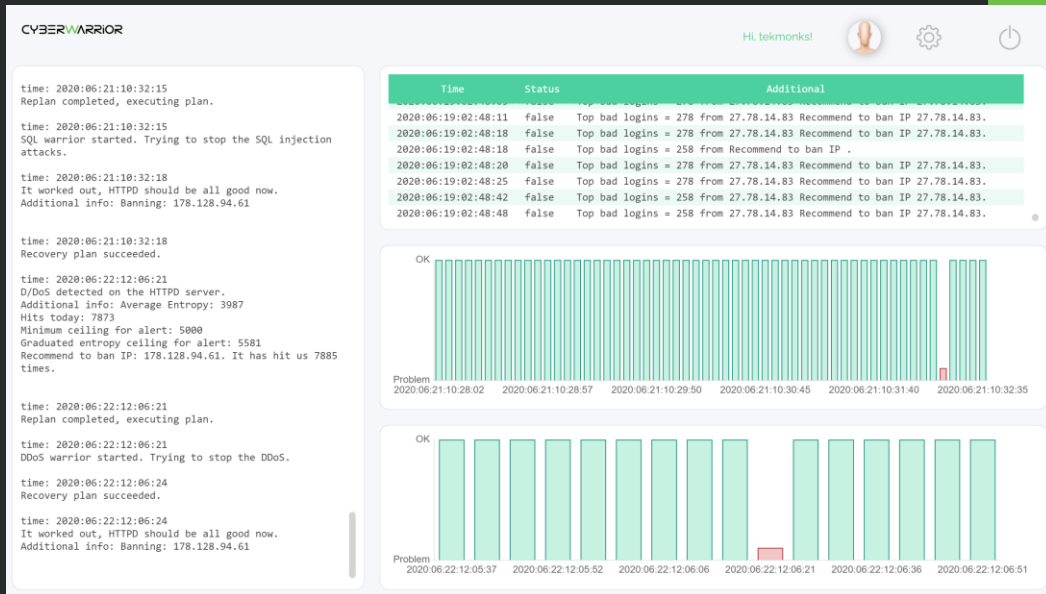 CYBERWARRIOR
Hi, tekmonks!
time: 2020:06:21:10:32:15
Replan completed, executing plan.
time: 2020:06:21:10:32:15
SQL warrior started. Trying to stop the SQL injection
attacks.
time: 2020:06:21:10:32:18
It worked out, HTTPD should be all good now.
Additional info: Banning: 178.128.94.61
time: 2020:06:21:10:32:18
Recovery plan succeeded.
time: 2020:06:22:12:06:21
D/DoS detected on the HTTPD server.
Additional info: Average Entropy: 3987
Hits today: 7873
Minimum ceiling for alert: 5000
Graduated entropy ceiling for alert: 5581
Recommend to ban IP: 178.128.94.61. It has hit us 7885
times.
time: 2020:06:22:12:06:21
Replan completed, executing plan.
time: 2020:06:22:12:06:21
DDoS warrior started. Trying to stop the DDoS.
time: 2020:06:22:12:06:24
Recovery plan succeeded.
time: 2020:06:22:12:06:24
It worked out, HTTPD should be all good now.
Additional info: Banning: 178.128.94.61
Time Status Additional
2020:06:19:02:48:11 false Top bad logins = 278 from 27.78.14.83 Recommend to ban IP 27.78.14.83.
2020:06:19:02:48:18 false Top bad logins = 278 from 27.78.14.83 Recommend to ban IP 27.78.14.83.
2020:06:19:02:48:18 false Top bad logins = 258 from Recommend to ban IP .
2020:06:19:02:48:20 false Top bad logins = 278 from 27.78.14.83 Recommend to ban IP 27.78.14.83.
2020:06:19:02:48:25 false Top bad logins = 278 from 27.78.14.83 Recommend to ban IP 27.78.14.83.
2020:06:19:02:48:42 false Top bad logins = 258 from 27.78.14.83 Recommend to ban IP 27.78.14.83.
2020:06:19:02:48:48 false Top bad logins = 258 from 27.78.14.83 Recommend to ban IP 27.78.14.83.
OK
Problem
2020:06:21:10:28:02 2020:06:21:10:28:57 2020:06:21:10:29:50 2020:06:21:10:30:45 2020:06:21:10:31:40 2020:06:21:10:32:35
OK
Problem
2020:06:22:12:05:37 2020:06:22:12:05:52 2020:06:22:12:06:06 2020:06:22:12:06:21 2020:06:22:12:06:36 2020:06:22:12:06:51